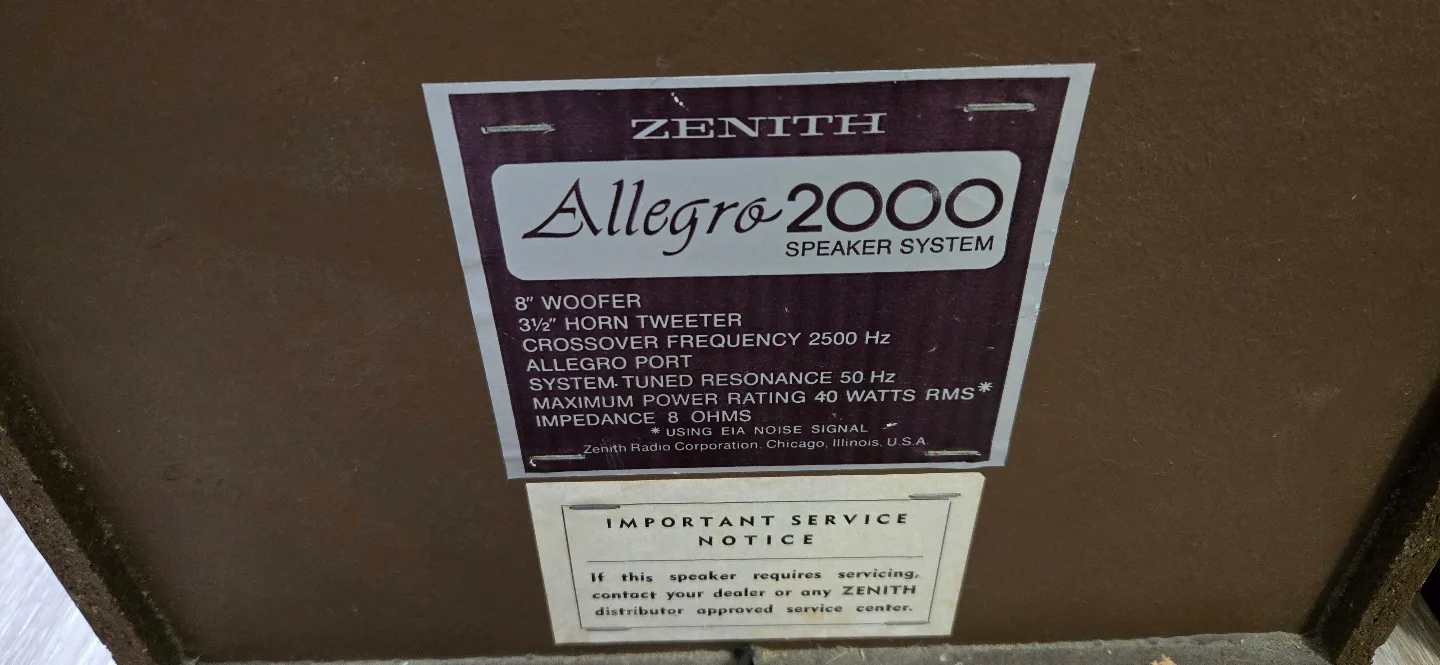 ZENITH
Allegro 2000
SPEAKER SYSTEM
8" WOOFER
3½" HORN TWEETER
CROSSOVER FREQUENCY 2500 Hz
ALLEGRO PORT
SYSTEM-TUNED RESONANCE 50 Hz
MAXIMUM POWER RATING 40 WATTS RMS*
IMPEDANCE 8 OHMS
* USING EIA NOISE SIGNAL
Zenith Radio Corporation, Chicago, Illinois, U.S.A.
IMPORTANT SERVICE
NOTICE
If this speaker requires servicing,
contact your dealer or any ZENITH
distributor approved service center.